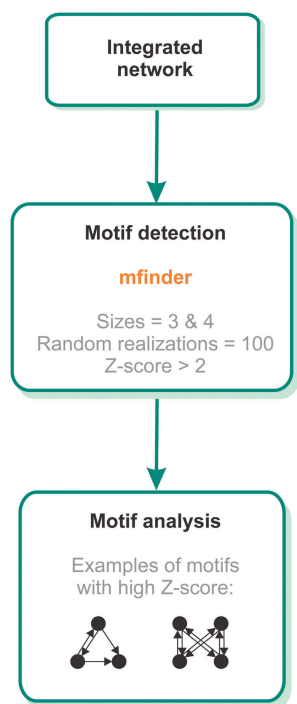 Integrated
network
Motif detection
mfinder
Sizes = 3 & 4
Random realizations = 100
Z-score > 2
Motif analysis
Examples of motifs
with high Z-score: